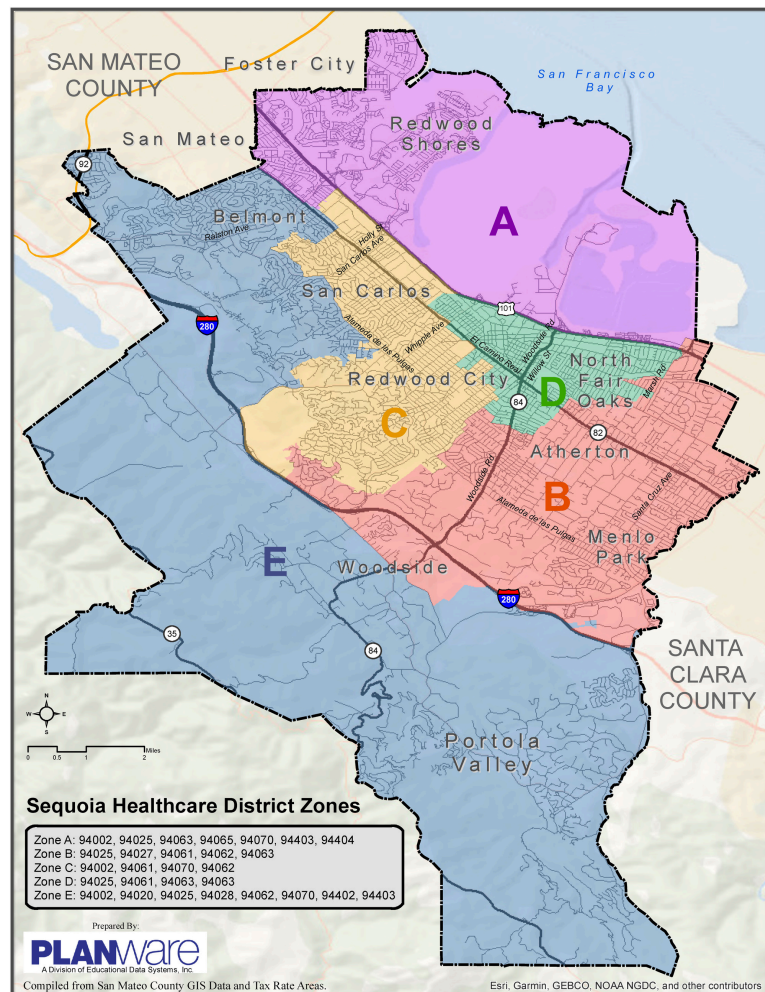 SAN MATEO
COUNTY
Foster City
San Francisco
Bay
San Mateo
Redwood
Shores
92
A
Belmont
Ralston Ave
Holly St
San Carlos Ave
San Carlos
101
280
Alameda de las Pulgas
Whipple Ave
El Camino Real
Woodside Rd
Willow St
North
Fair
Oaks
Marsh Rd
Redwood City
D
84
C
82
Atherton
Woodside Rd
B
Santa Cruz Ave
Alameda de las Pulgas
Menlo
Park
E
Woodside
280
35
84
SANTA
CLARA
COUNTY
N
W E
S
0 0.5 1 2 Miles
Portola
Valley
Sequoia Healthcare District Zones
Zone A: 94002, 94025, 94063, 94065, 94070, 94403, 94404
Zone B: 94025, 94027, 94061, 94062, 94063
Zone C: 94002, 94061, 94070, 94062
Zone D: 94025, 94061, 94063, 94063
Zone E: 94002, 94020, 94025, 94028, 94062, 94070, 94402, 94403
Prepared By:
PLANware
A Division of Educational Data Systems, Inc.
Compiled from San Mateo County GIS Data and Tax Rate Areas.
Esri, Garmin, GEBCO, NOAA NGDC, and other contributors